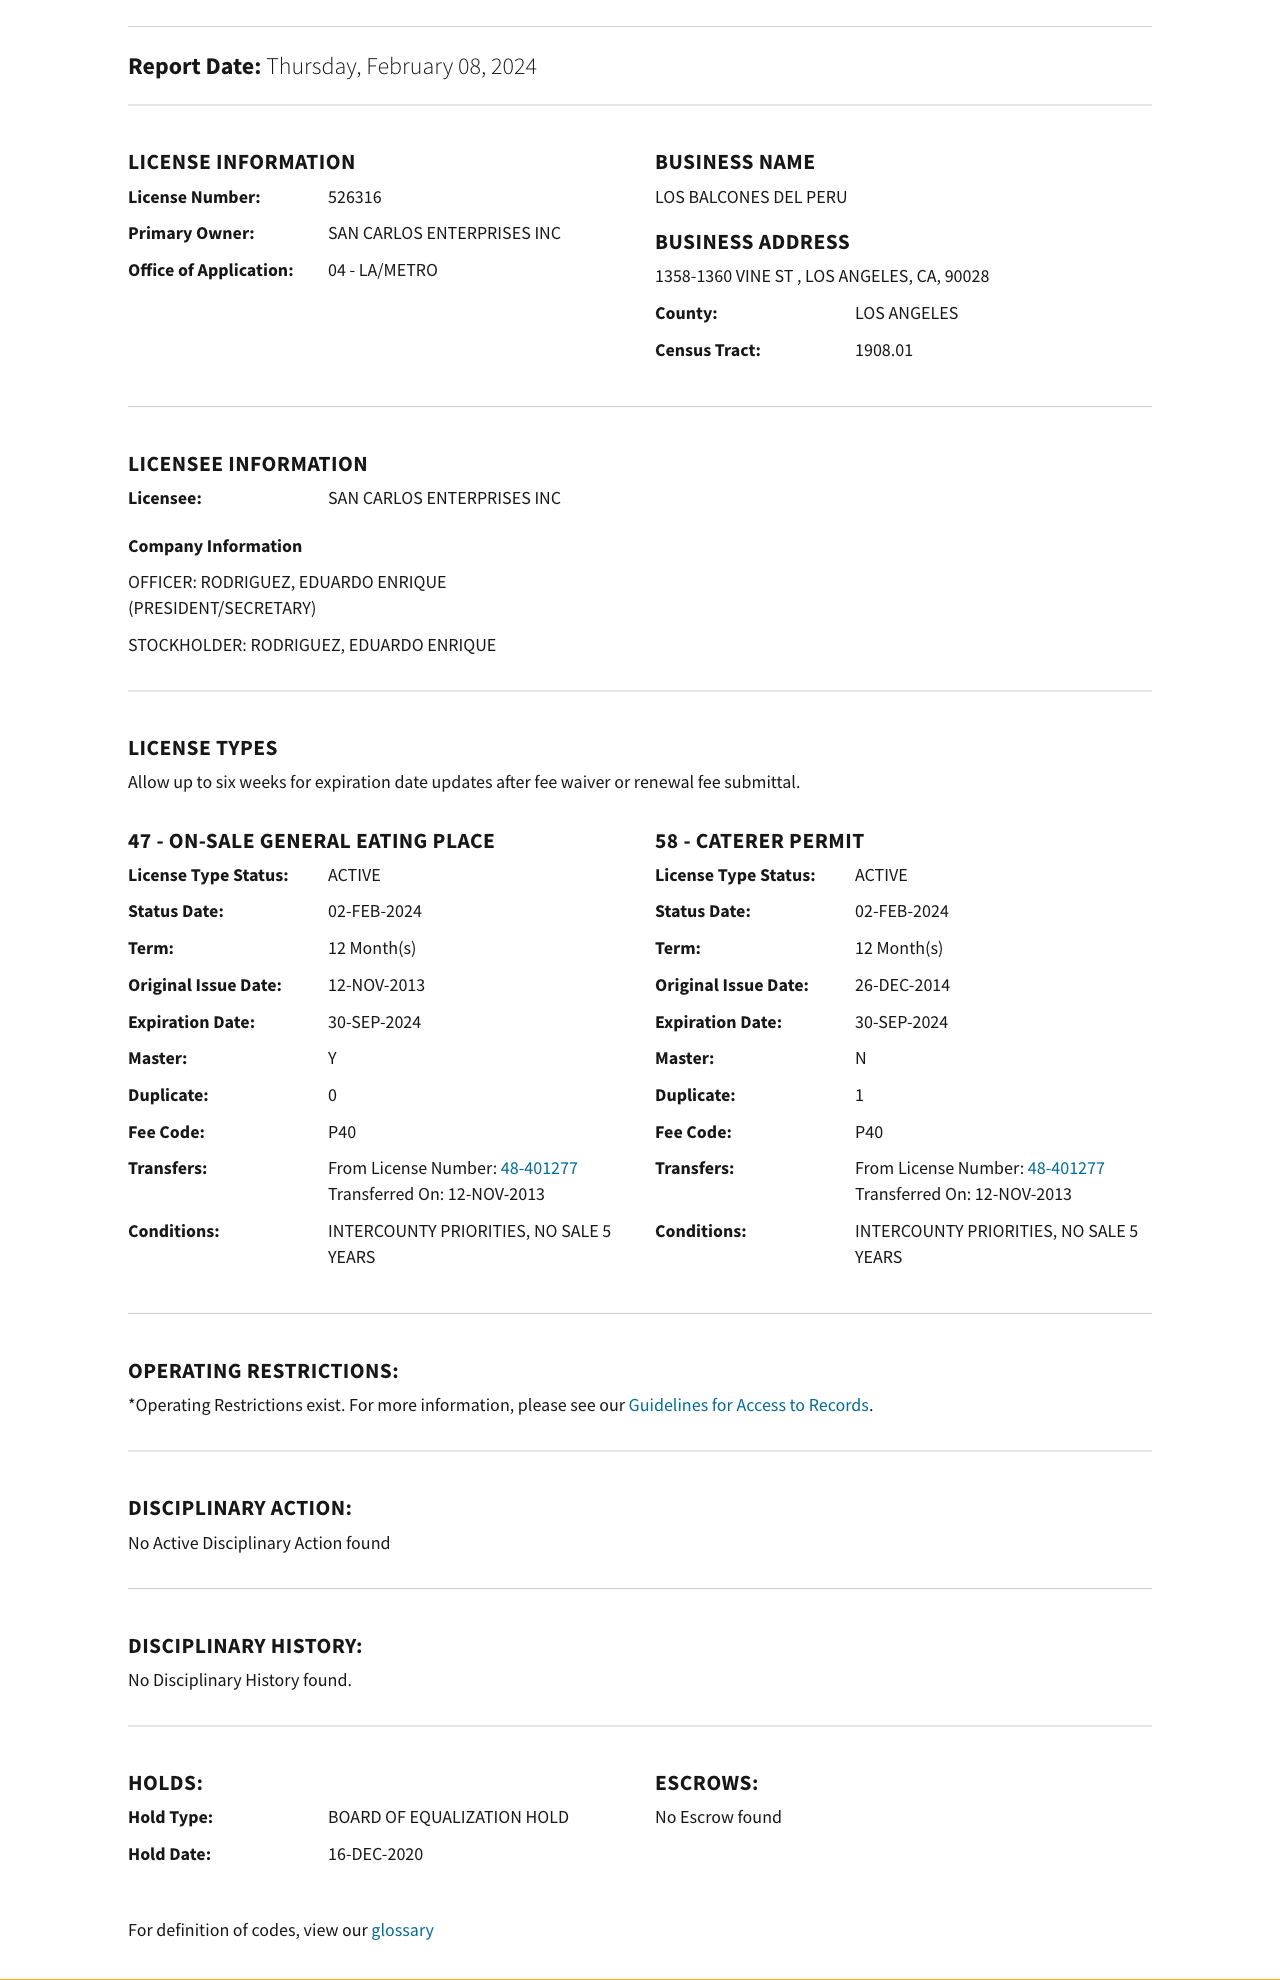 Report Date: Thursday, February 08, 2024
LICENSE INFORMATION
License Number: 526316
Primary Owner: SAN CARLOS ENTERPRISES INC
Office of Application: 04 - LA/METRO
BUSINESS NAME
LOS BALCONES DEL PERU
BUSINESS ADDRESS
1358-1360 VINE ST , LOS ANGELES, CA, 90028
County: LOS ANGELES
Census Tract: 1908.01
LICENSEE INFORMATION
Licensee: SAN CARLOS ENTERPRISES INC
Company Information
OFFICER: RODRIGUEZ, EDUARDO ENRIQUE
(PRESIDENT/SECRETARY)
STOCKHOLDER: RODRIGUEZ, EDUARDO ENRIQUE
LICENSE TYPES
Allow up to six weeks for expiration date updates after fee waiver or renewal fee submittal.
47 - ON-SALE GENERAL EATING PLACE
License Type Status: ACTIVE
Status Date: 02-FEB-2024
Term: 12 Month(s)
Original Issue Date: 12-NOV-2013
Expiration Date: 30-SEP-2024
Master: Y
Duplicate: 0
Fee Code: P40
Transfers: From License Number: 48-401277
Transferred On: 12-NOV-2013
Conditions: INTERCOUNTY PRIORITIES, NO SALE 5
YEARS
58 - CATERER PERMIT
License Type Status: ACTIVE
Status Date: 02-FEB-2024
Term: 12 Month(s)
Original Issue Date: 26-DEC-2014
Expiration Date: 30-SEP-2024
Master: N
Duplicate: 1
Fee Code: P40
Transfers: From License Number: 48-401277
Transferred On: 12-NOV-2013
Conditions: INTERCOUNTY PRIORITIES, NO SALE 5
YEARS
OPERATING RESTRICTIONS:
*Operating Restrictions exist. For more information, please see our Guidelines for Access to Records.
DISCIPLINARY ACTION:
No Active Disciplinary Action found
DISCIPLINARY HISTORY:
No Disciplinary History found.
HOLDS:
Hold Type: BOARD OF EQUALIZATION HOLD
Hold Date: 16-DEC-2020
ESCROWS:
No Escrow found
For definition of codes, view our glossary